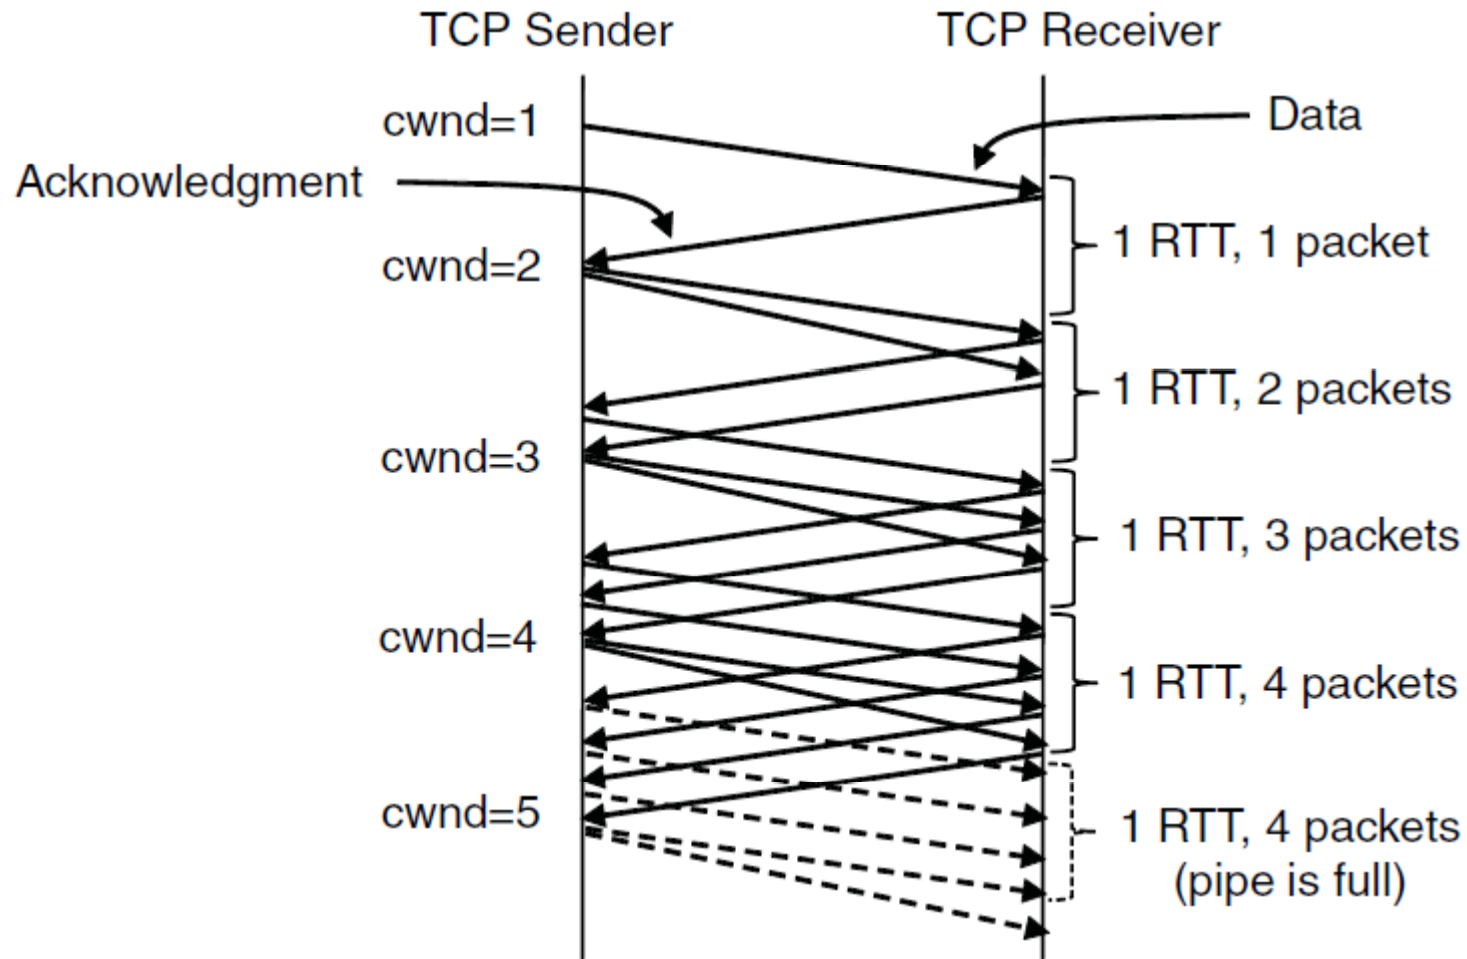 TCP Sender
TCP Receiver
cwnd=1
Data
Acknowledgment
1 RTT, 1 packet
cwnd=2
1 RTT, 2 packets
cwnd=3
1 RTT, 3 packets
cwnd=4
1 RTT, 4 packets
cwnd=5
1 RTT, 4 packets
(pipe is full)